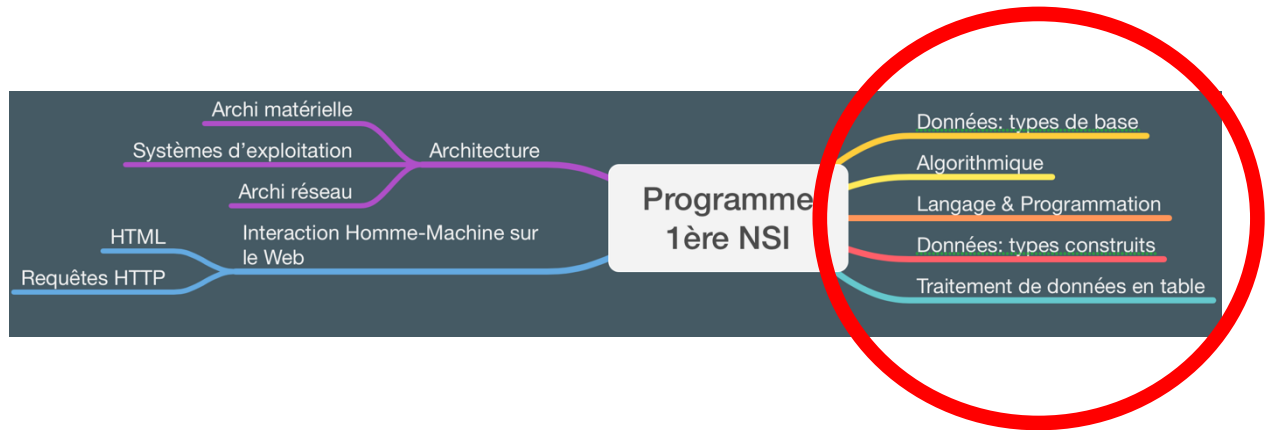 Archi matérielle
Systèmes d'exploitation
Archi réseau
Architecture
HTML
Requêtes HTTP
Interaction Homme-Machine sur
le Web
Programme
1ère NSI
Données: types de base
Algorithmique
Langage & Programmation
Données: types construits
Traitement de données en table